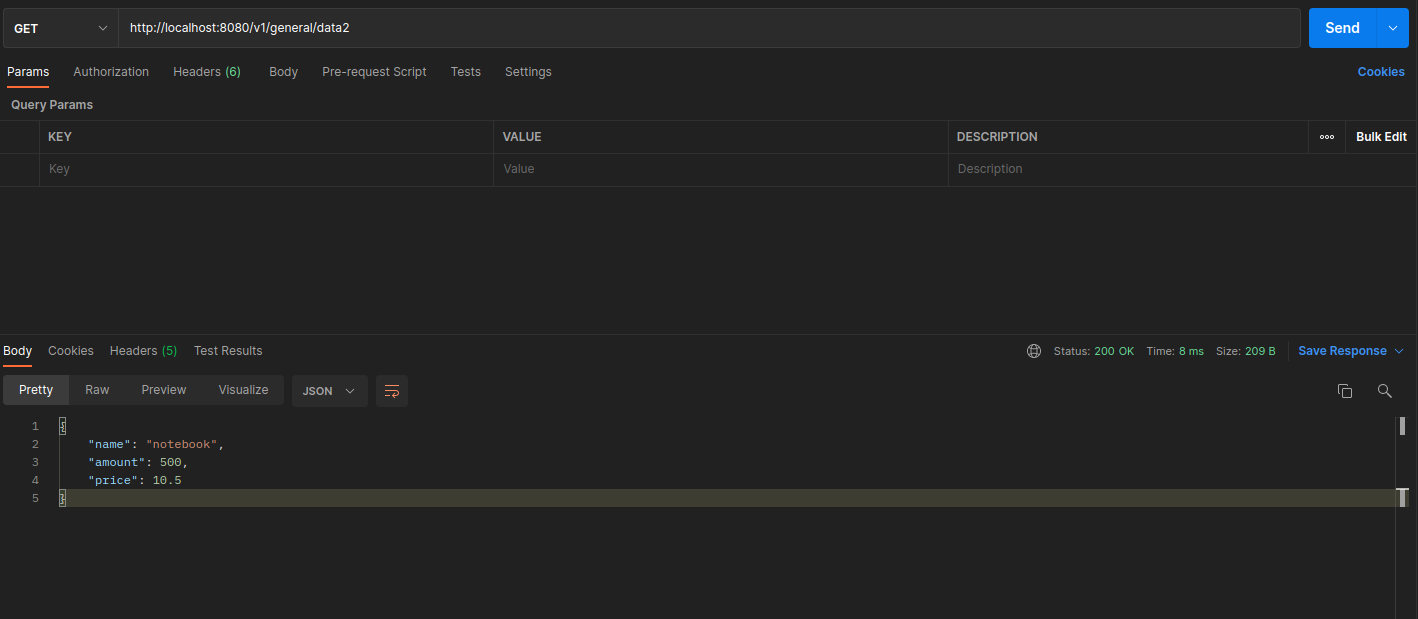 GET http://localhost:8080/v1/general/data2 Send
Params Authorization Headers (6) Body Pre-request Script Tests Settings Cookies
Query Params
KEY VALUE DESCRIPTION ooo Bulk Edit
Key Value Description
Body Cookies Headers (5) Test Results Status: 200 OK Time: 8 ms Size: 209 B Save Response
Pretty Raw Preview Visualize JSON
1 {
2 "name": "notebook",
3 "amount": 500,
4 "price": 10.5
5 }